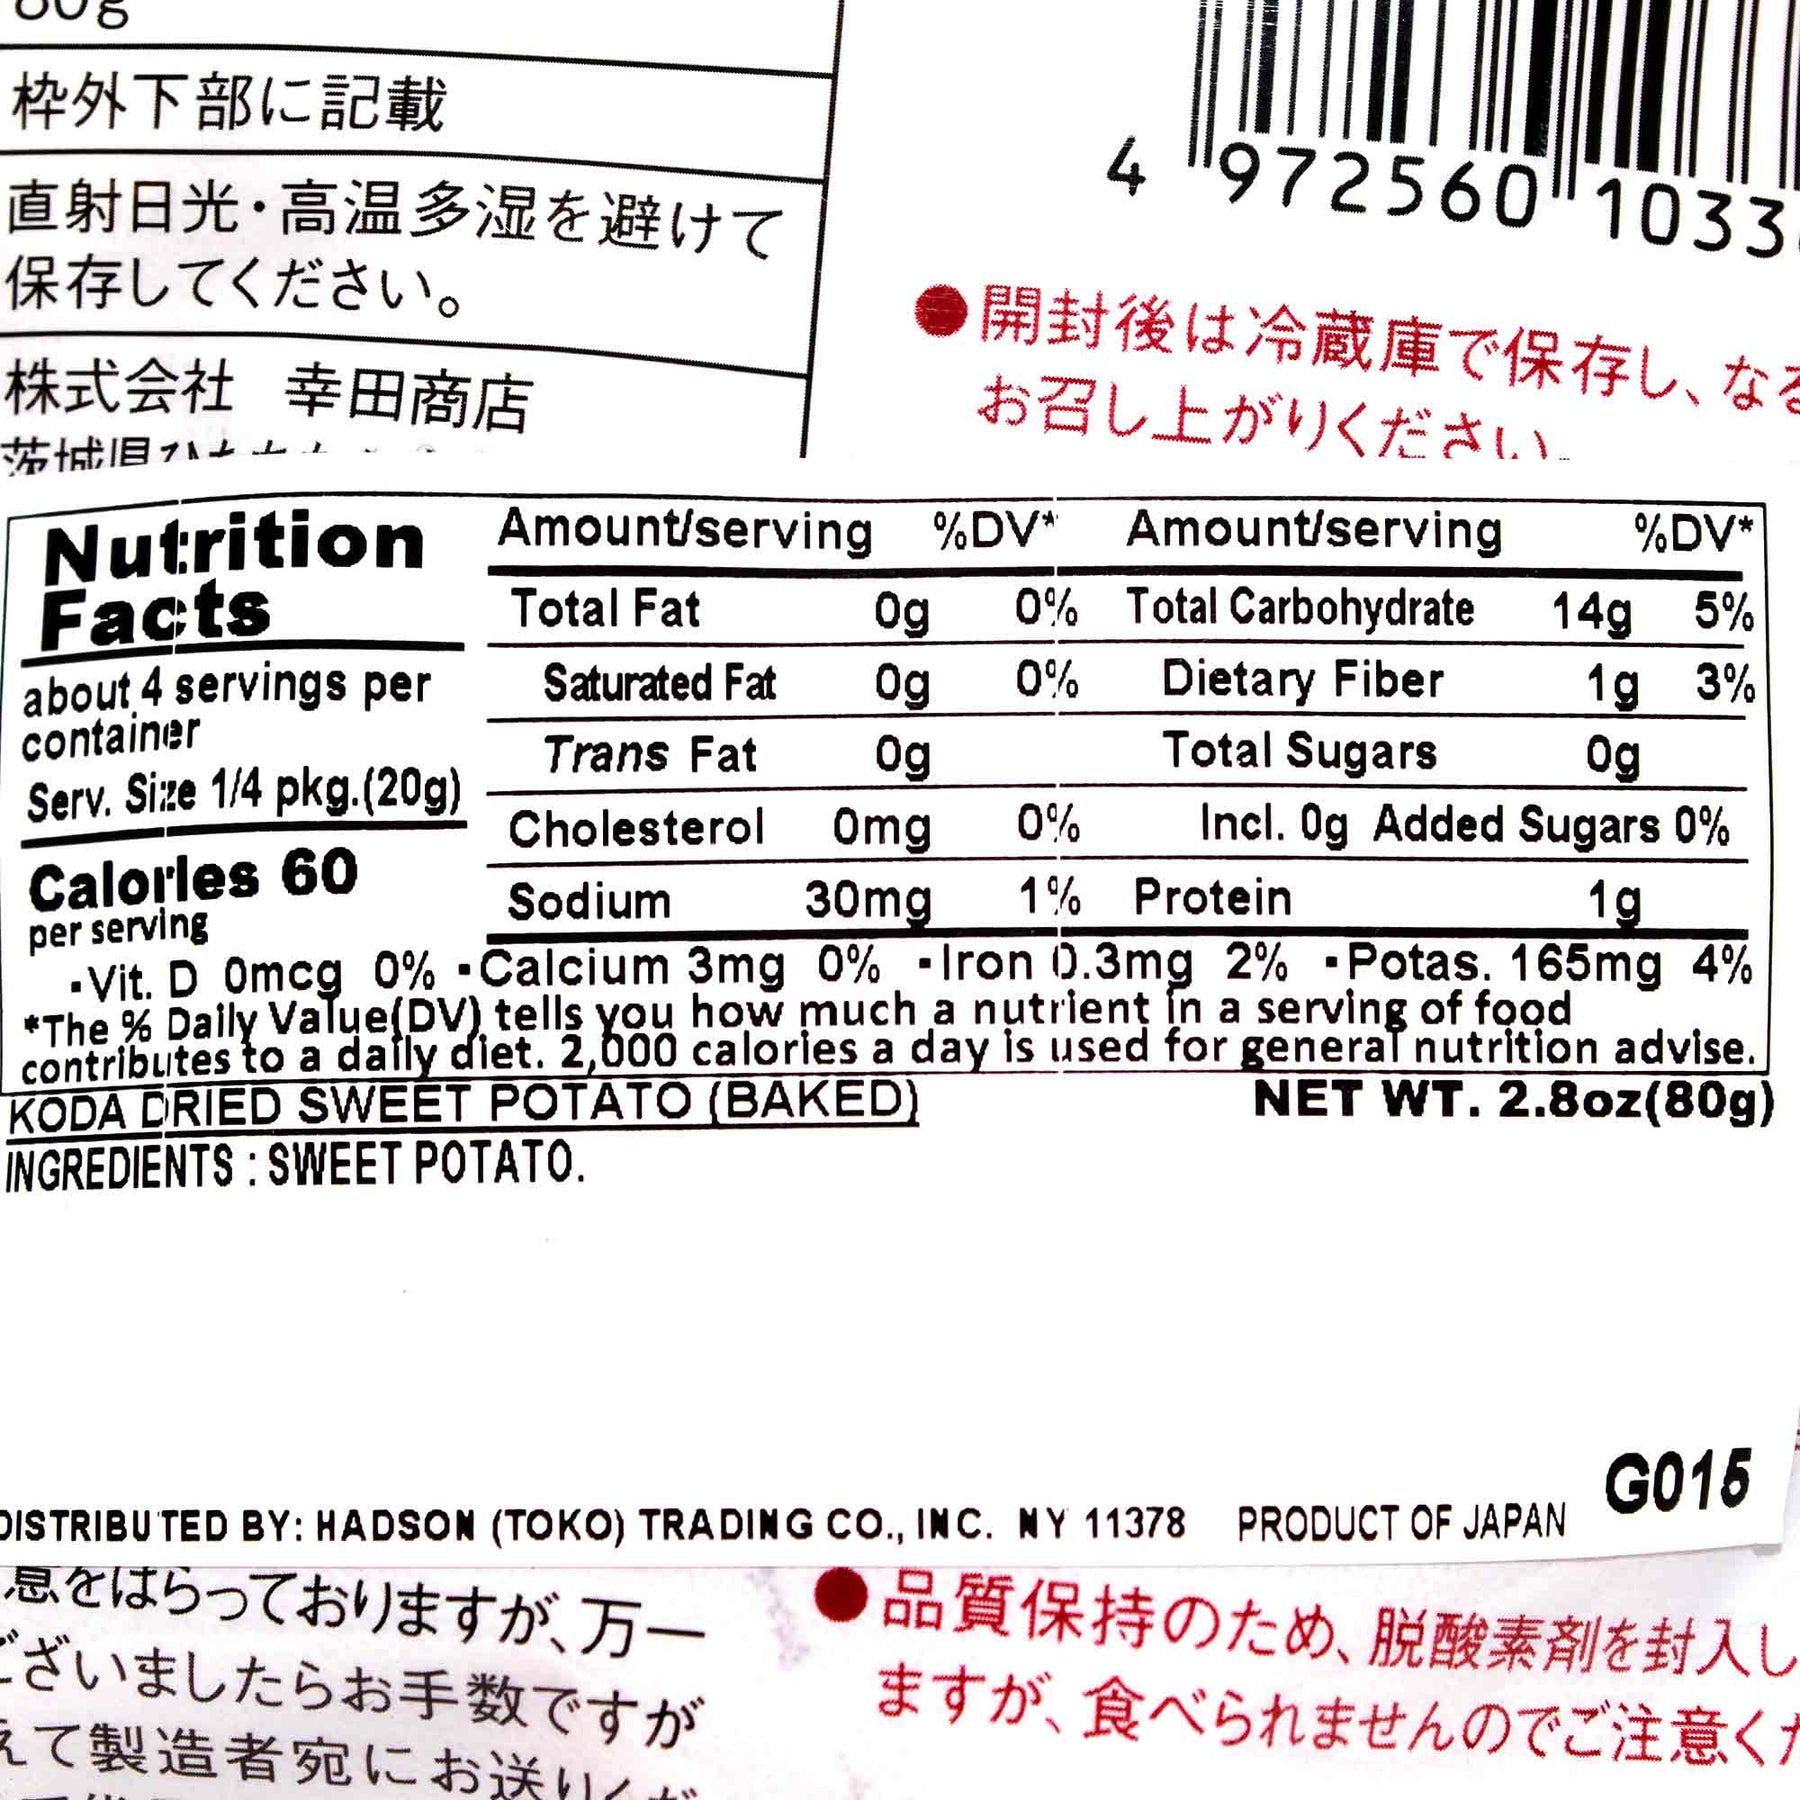 80g
枠外下部に記載
直射日光・高温多湿を避けて
保存してください。
株式会社 幸田商店
茨城県ひたちな
4 972560 1033
●開封後は冷蔵庫で保存し、なる
お召し上がりください。
Nutrition
Facts
about 4 servings per
container
Serv. Size 1/4 pkg.(20g)
Calories 60
per serving
Amount/serving %DV* Amount/serving %DV*
Total Fat 0g 0% Total Carbohydrate 14g 5%
Saturated Fat 0g 0% Dietary Fiber 1g 3%
Trans Fat 0g Total Sugars 0g
Cholesterol 0mg 0% Incl. 0g Added Sugars 0%
Sodium 30mg 1% Protein 1g
・Vit. D 0mcg 0% ・Calcium 3mg 0% ・Iron 0.3mg 2% ・Potas. 165mg 4%
*The % Daily Value(DV) tells you how much a nutrient in a serving of food
contributes to a daily diet. 2,000 calories a day is used for general nutrition advise.
KODA DRIED SWEET POTATO (BAKED) NET WT. 2.8oz(80g)
INGREDIENTS : SWEET POTATO.
G015
DISTRIBUTED BY: HADSON (TOKO) TRADING CO., INC. NY 11378 PRODUCT OF JAPAN
意をはらっておりますが、万一
ございましたらお手数ですが
えて製造者宛にお送りくだ
●品質保持のため、脱酸素剤を封入し
ますが、食べられませんのでご注意くだ